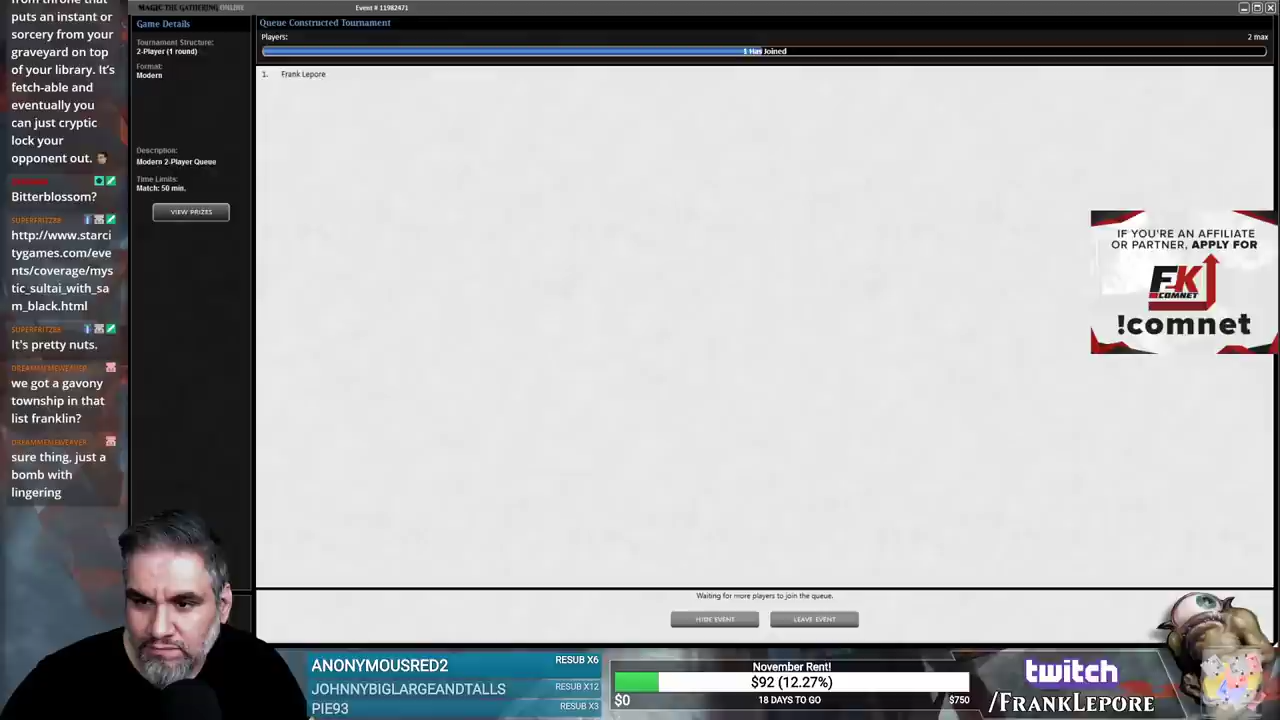 from throne that
puts an instant or
sorcery from your
graveyard on top
of your library. It's
fetch-able and
eventually you
can just cryptic
lock your
opponent out.
Bitterblossom?
SUPERFRITZ88
http://www.starci
tygames.com/eve
nts/coverage/mys
tic_sultai_with_sa
m_black.html
SUPERFRITZ88
It's pretty nuts.
DREAMMEMEWEAVER
we got a gavony
township in that
list franklin?
DREAMMEMEWEAVER
sure thing, just a
bomb with
lingering
MAGIC THE GATHERING ONLINE
Event # 11982471
Game Details
Tournament Structure:
2-Player (1 round)
Format:
Modern
Description:
Modern 2-Player Queue
Time Limits:
Match: 50 min.
VIEW PRIZES
Queue Constructed Tournament
Players:
2 max
1 Has Joined
1. Frank Lepore
Waiting for more players to join the queue.
HIDE EVENT
LEAVE EVENT
IF YOU'RE AN AFFILIATE
OR PARTNER, APPLY FOR
COMNET
!comnet
ANONYMOUSRED2 RESUB X6
JOHNNYBIGLARGEANDTALLS RESUB X12
PIE93 RESUB X3
November Rent!
$92 (12.27%)
$0 18 DAYS TO GO $750
twitch
/FRANKLEPORE